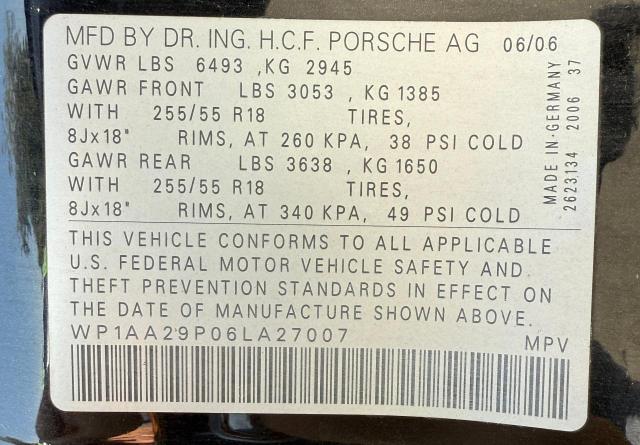 MFD BY DR. ING. H.C.F. PORSCHE AG 06/06
GVWR LBS 6493 ,KG 2945
GAWR FRONT LBS 3053 , KG 1385
WITH 255/55 R18 TIRES,
8Jx18" RIMS, AT 260 KPA, 38 PSI COLD
GAWR REAR LBS 3638 , KG 1650
WITH 255/55 R18 TIRES,
8Jx18" RIMS, AT 340 KPA, 49 PSI COLD
MADE IN·GERMANY
2623134 2006 37
THIS VEHICLE CONFORMS TO ALL APPLICABLE
U.S. FEDERAL MOTOR VEHICLE SAFETY AND.
THEFT PREVENTION STANDARDS IN EFFECT ON
THE DATE OF MANUFACTURE SHOWN ABOVE.
WP1AA29P06LA27007 MPV